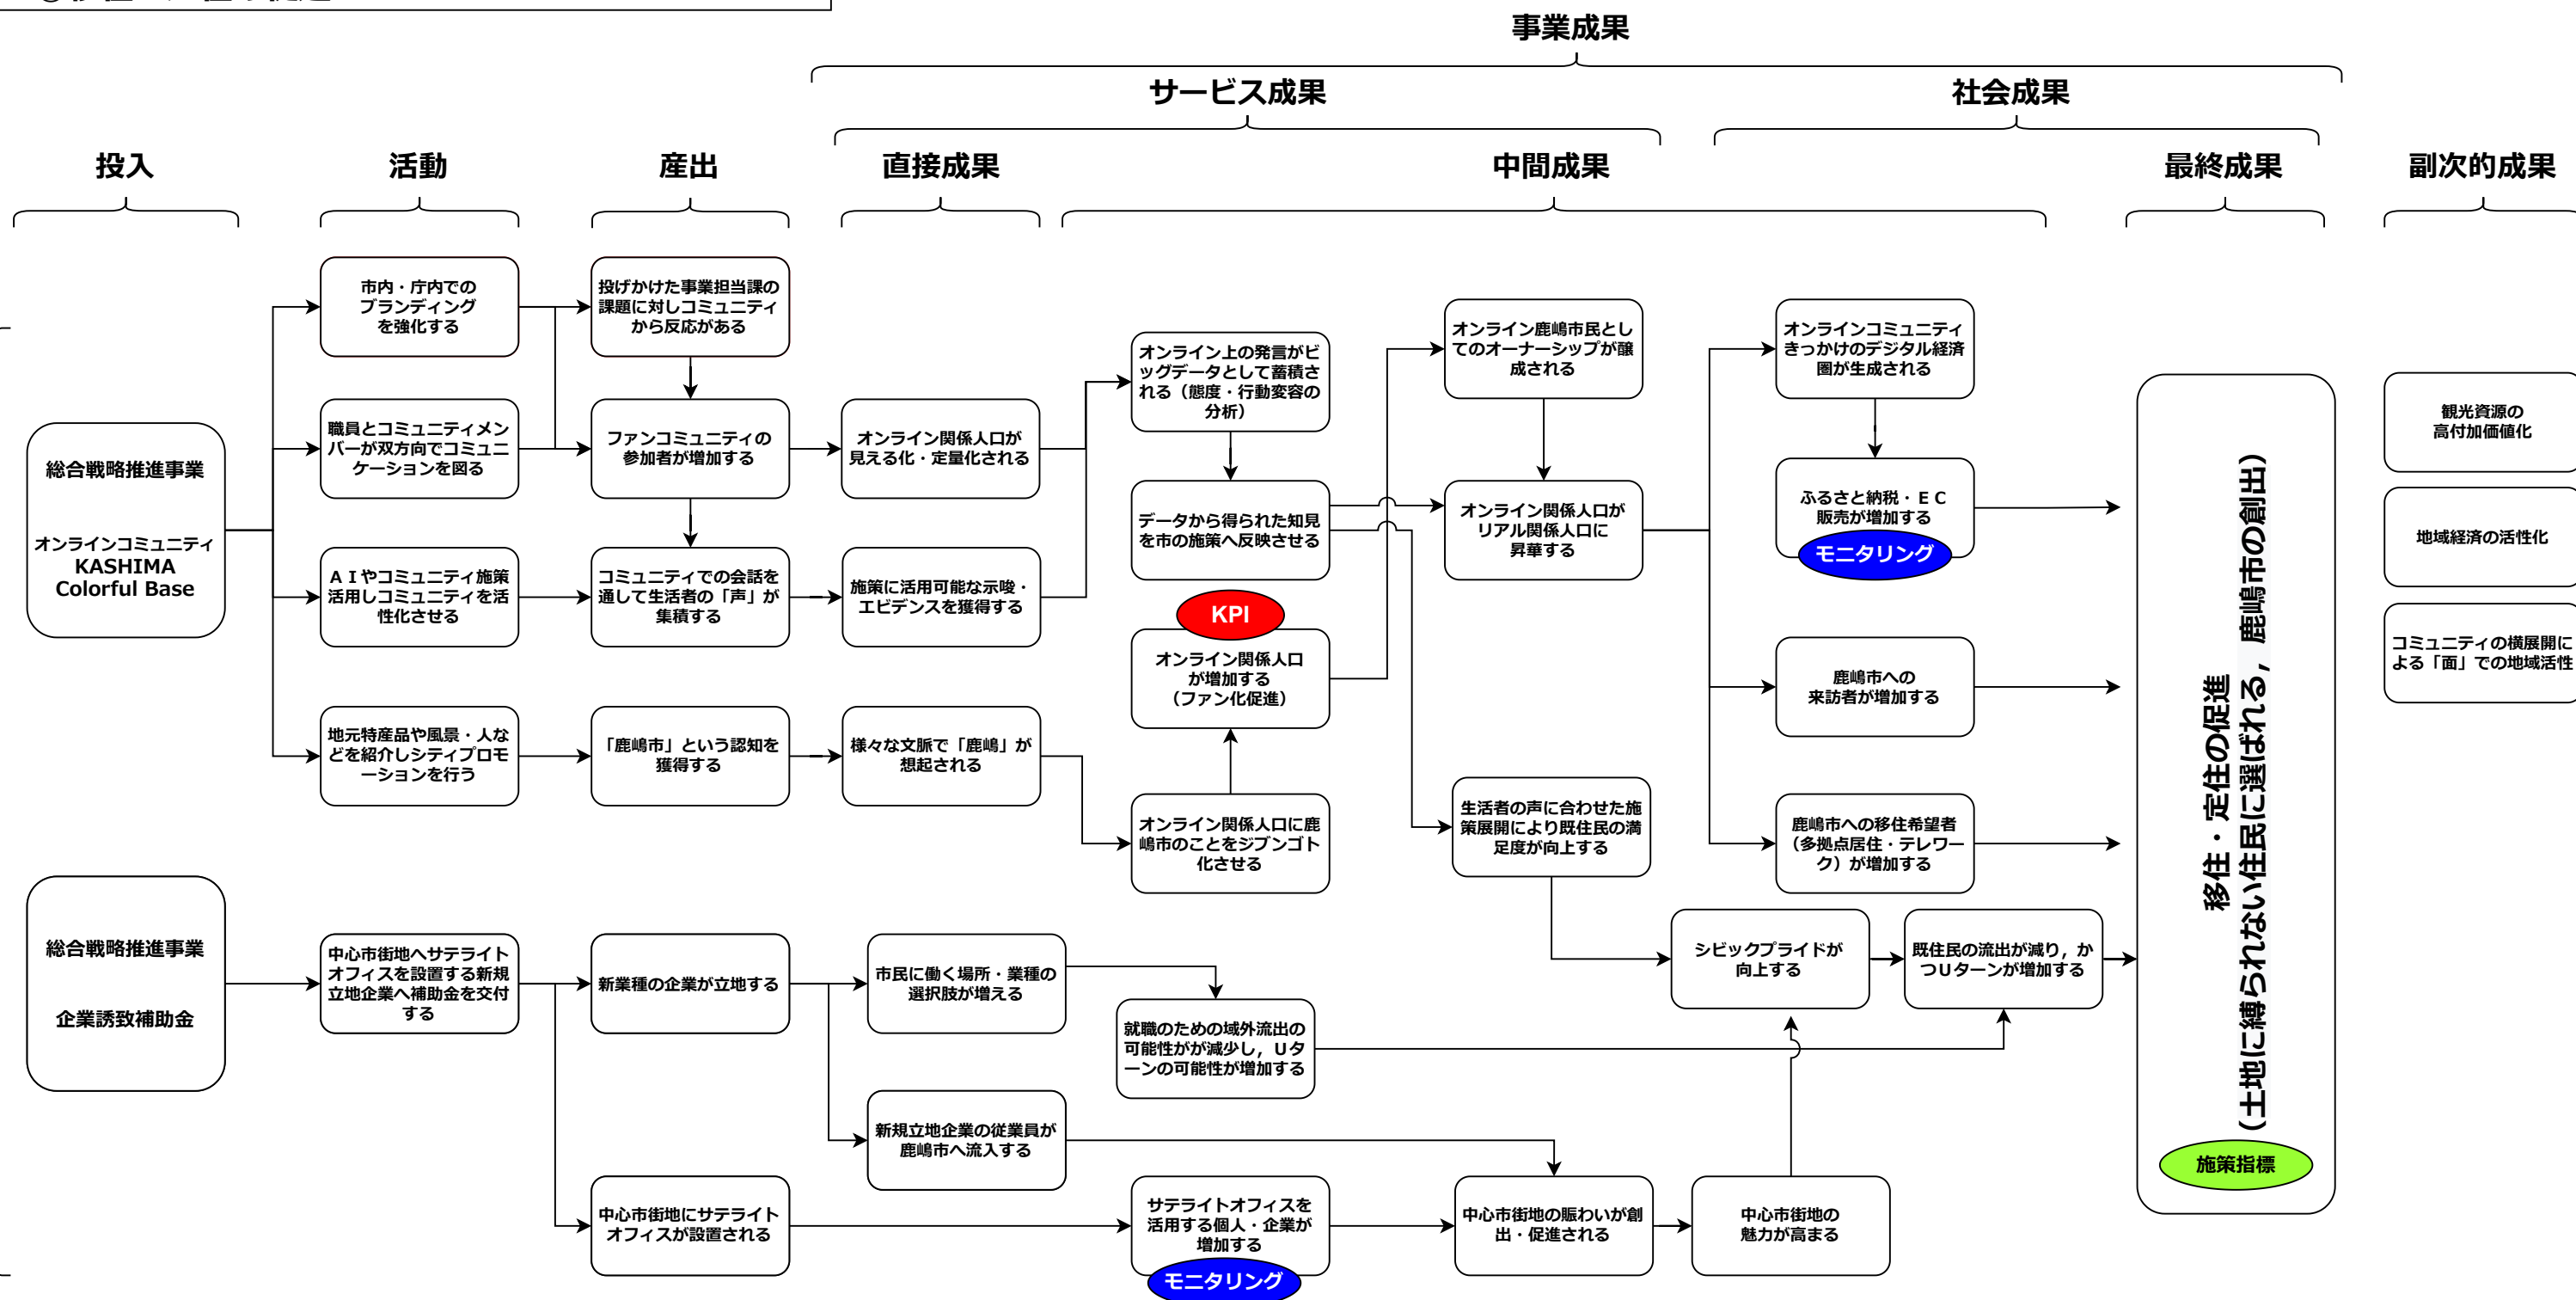 事業成果
サービス成果
社会成果
投入
活動
産出
直接成果
中間成果
最終成果
副次的成果
総合戦略推進事業
オンラインコミュニティ
KASHIMA
Colorful Base
市内・庁内での
ブランディング
を強化する
職員とコミュニティメン
バーが双方向でコミュニ
ケーションを図る
ＡＩやコミュニティ施策
活用しコミュニティを活
性化させる
地元特産品や風景・人な
どを紹介しシティプロモ
ーションを行う
投げかけた事業担当課の
課題に対しコミュニティ
から反応がある
ファンコミュニティの
参加者が増加する
コミュニティでの会話を
通して生活者の「声」が
集積する
「鹿嶋市」という認知を
獲得する
オンライン関係人口が
見える化・定量化される
施策に活用可能な示唆・
エビデンスを獲得する
様々な文脈で「鹿嶋」が
想起される
オンライン上の発言がビ
ッグデータとして蓄積さ
れる（態度・行動変容の
分析）
データから得られた知見
を市の施策へ反映させる
KPI
オンライン関係人口
が増加する
（ファン化促進）
オンライン関係人口に鹿
嶋市のことをジブンゴト
化させる
オンライン鹿嶋市民とし
てのオーナーシップが醸
成される
オンライン関係人口が
リアル関係人口に
昇華する
生活者の声に合わせた施
策展開により既住民の満
足度が向上する
オンラインコミュニティ
きっかけのデジタル経済
圏が生成される
ふるさと納税・ＥＣ
販売が増加する
モニタリング
鹿嶋市への
来訪者が増加する
鹿嶋市への移住希望者
（多拠点居住・テレワー
ク）が増加する
シビックプライドが
向上する
既住民の流出が減り，か
つＵターンが増加する
総合戦略推進事業
企業誘致補助金
中心市街地へサテライト
オフィスを設置する新規
立地企業へ補助金を交付
する
新業種の企業が立地する
中心市街地にサテライト
オフィスが設置される
市民に働く場所・業種の
選択肢が増える
新規立地企業の従業員が
鹿嶋市へ流入する
就職のための域外流出の
可能性がが減少し，Ｕタ
ーンの可能性が増加する
サテライトオフィスを
活用する個人・企業が
増加する
モニタリング
中心市街地の賑わいが創
出・促進される
中心市街地の
魅力が高まる
移住・定住の促進
（土地に縛られない住民に選ばれる，鹿嶋市の創出）
施策指標
観光資源の
高付加価値化
地域経済の活性化
コミュニティの横展開に
よる「面」での地域活性